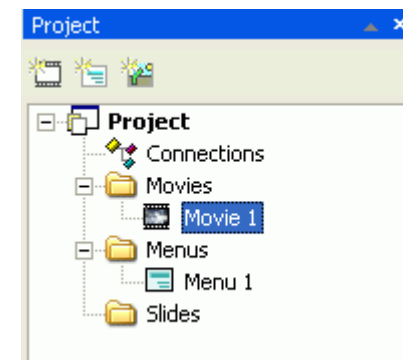 Project
Project
Connections
Movies
Movie 1
Menus
Menu 1
Slides